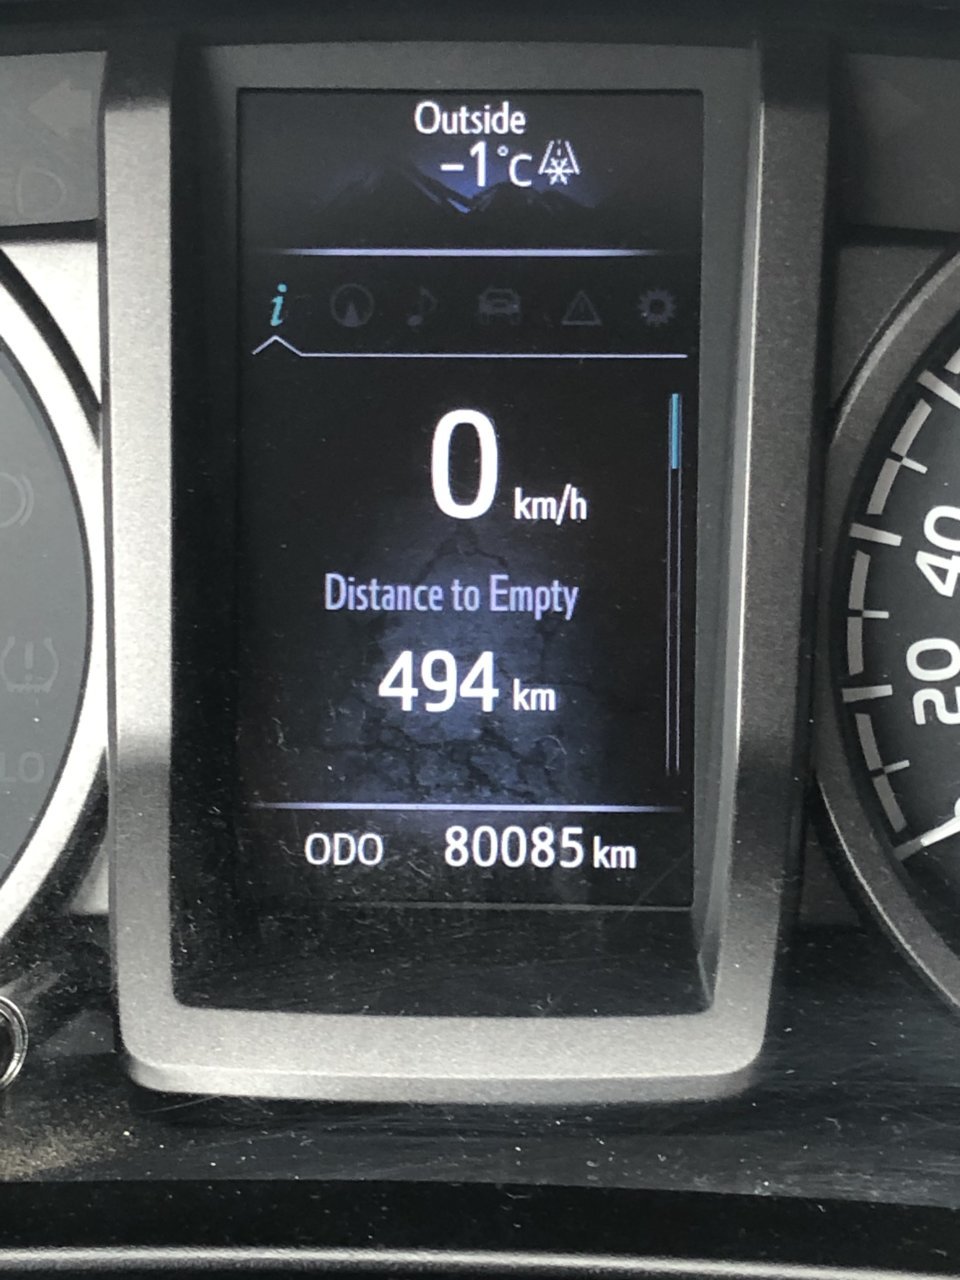 Outside
-1°C
i
0 km/h
Distance to Empty
494 km
ODO 80085 km
40
20
LO